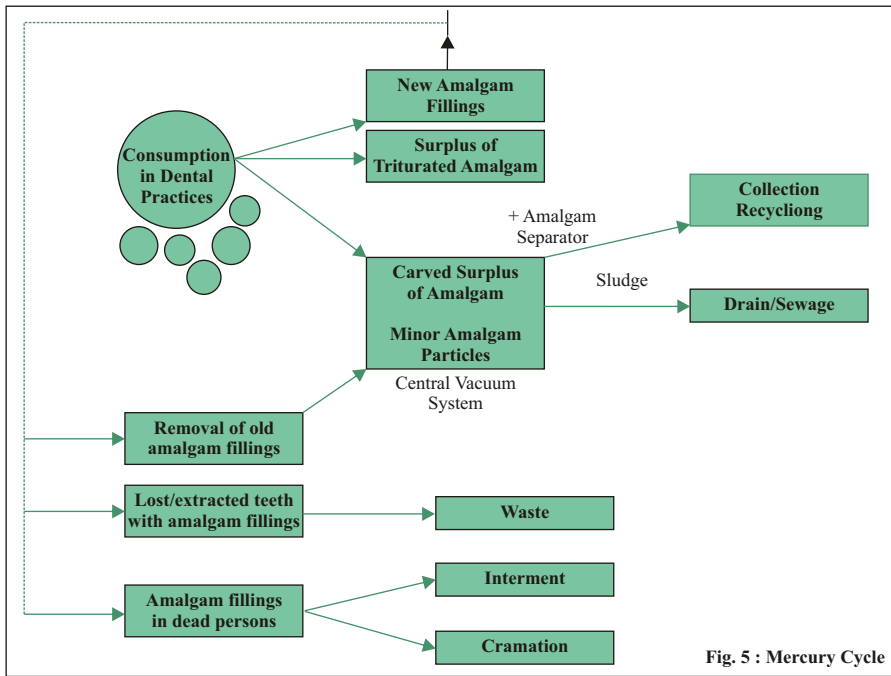 New Amalgam
Fillings
Consumption
in Dental
Practices
Surplus of
Triturated Amalgam
+ Amalgam
Separator
Collection
Recycliong
Carved Surplus
of Amalgam
Minor Amalgam
Particles
Sludge
Drain/Sewage
Central Vacuum
System
Removal of old
amalgam fillings
Lost/extracted teeth
with amalgam fillings
Waste
Amalgam fillings
in dead persons
Interment
Cramation
Fig. 5 : Mercury Cycle